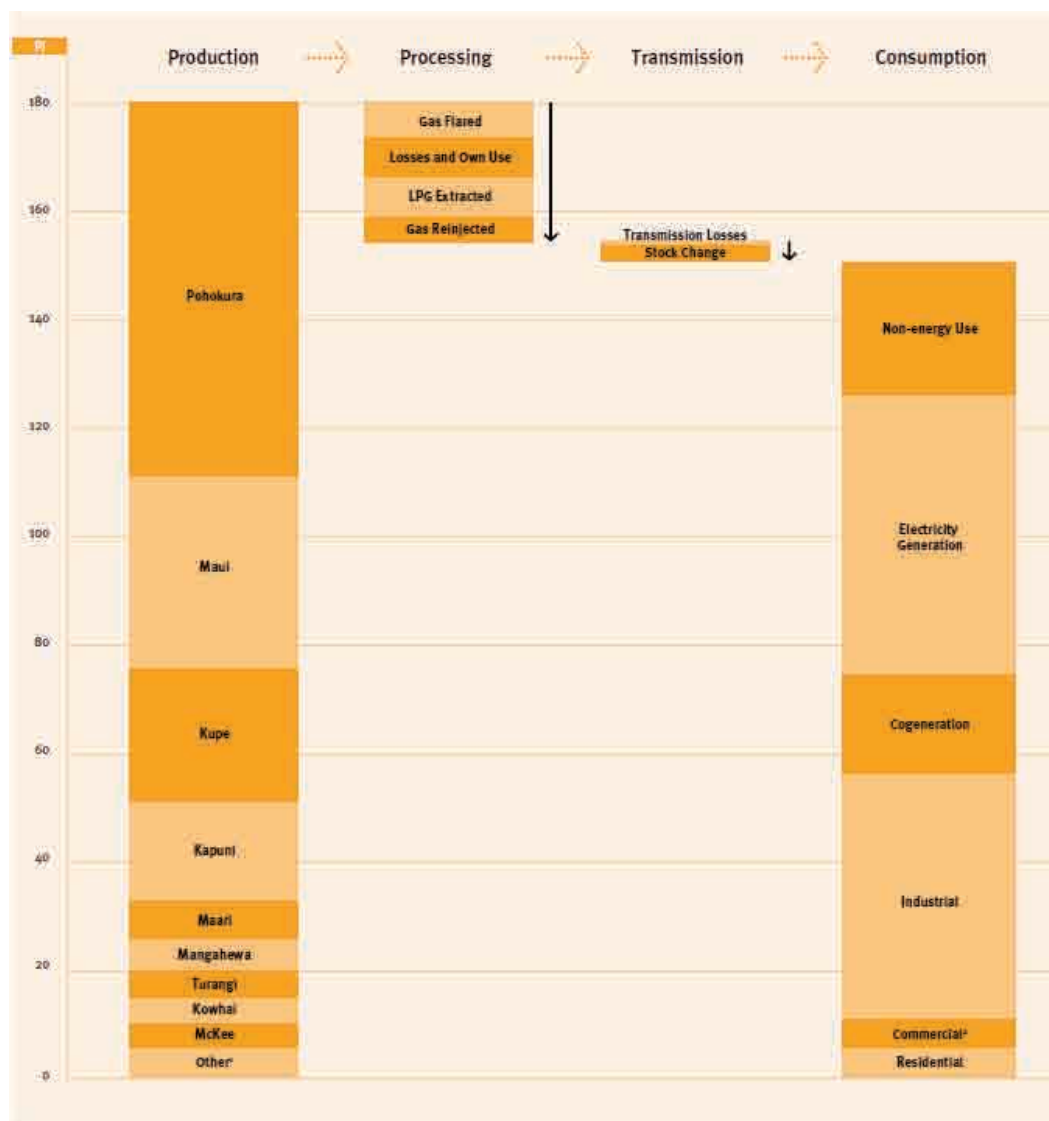 PJ
Production
Processing
Transmission
Consumption
180
160
140
120
100
80
60
40
20
0
Pohokura
Maui
Kupe
Kapuni
Maari
Mangahewa
Turangi
Kowhai
McKee
Other¹
Gas Flared
Losses and Own Use
LPG Extracted
Gas Reinjected
Transmission Losses
Stock Change
Non-energy Use
Electricity
Generation
Cogeneration
Industrial
Commercial²
Residential